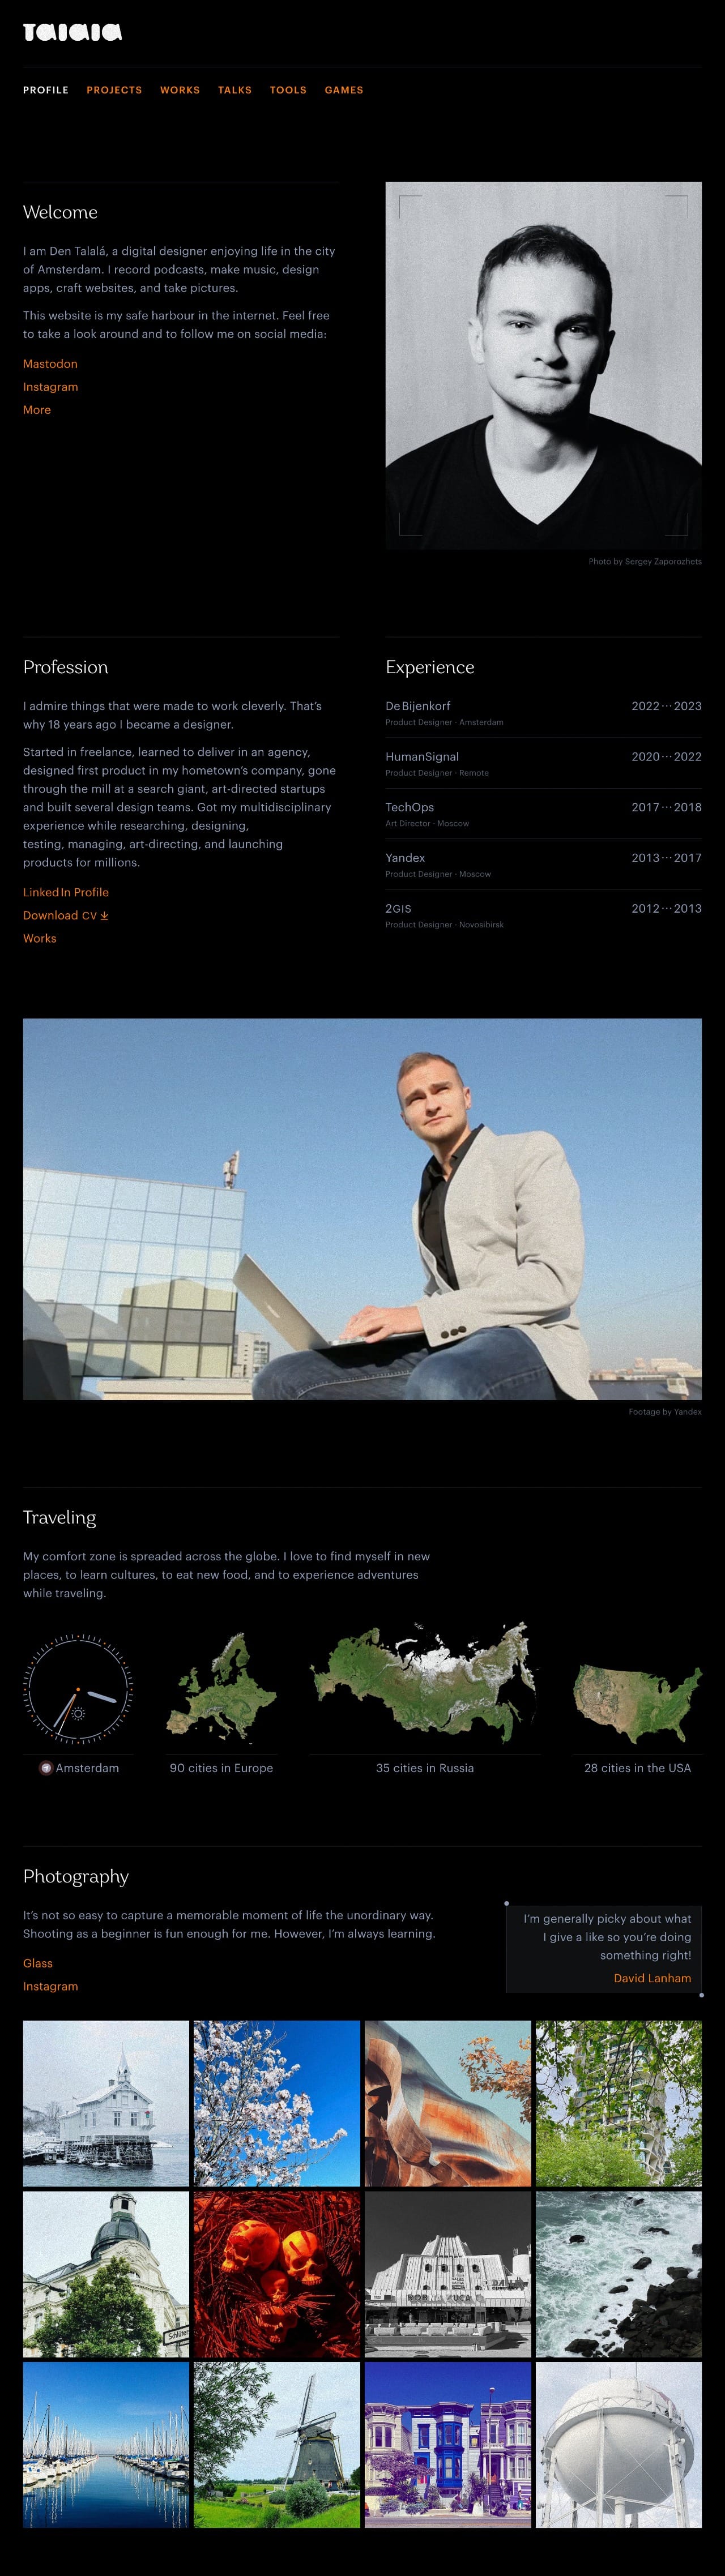 TALALA
PROFILE PROJECTS WORKS TALKS TOOLS GAMES
Welcome
I am Den Talalá, a digital designer enjoying life in the city
of Amsterdam. I record podcasts, make music, design
apps, craft websites, and take pictures.
This website is my safe harbour in the internet. Feel free
to take a look around and to follow me on social media:
Mastodon
Instagram
More
Photo by Sergey Zaporozhets
Profession
I admire things that were made to work cleverly. That’s
why 18 years ago I became a designer.
Started in freelance, learned to deliver in an agency,
designed first product in my hometown’s company, gone
through the mill at a search giant, art-directed startups
and built several design teams. Got my multidisciplinary
experience while researching, designing,
testing, managing, art-directing, and launching
products for millions.
LinkedIn Profile
Download CV
Works
Experience
De Bijenkorf 2022···2023
Product Designer · Amsterdam
HumanSignal 2020···2022
Product Designer · Remote
TechOps 2017···2018
Art Director · Moscow
Yandex 2013···2017
Product Designer · Moscow
2GIS 2012···2013
Product Designer · Novosibirsk
Footage by Yandex
Traveling
My comfort zone is spreaded across the globe. I love to find myself in new
places, to learn cultures, to eat new food, and to experience adventures
while traveling.
Amsterdam
90 cities in Europe
35 cities in Russia
28 cities in the USA
Photography
It’s not so easy to capture a memorable moment of life the unordinary way.
Shooting as a beginner is fun enough for me. However, I’m always learning.
Glass
Instagram
I’m generally picky about what
I give a like so you’re doing
something right!
David Lanham